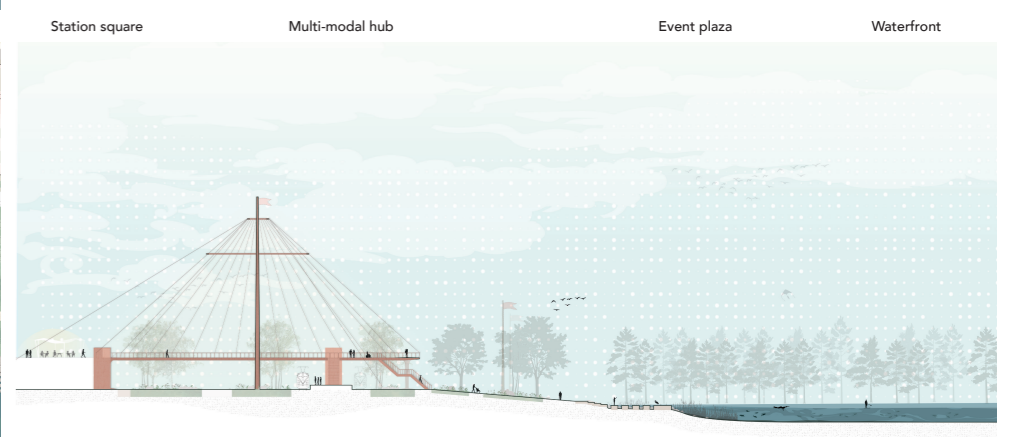 Station square
Multi-modal hub
Event plaza
Waterfront